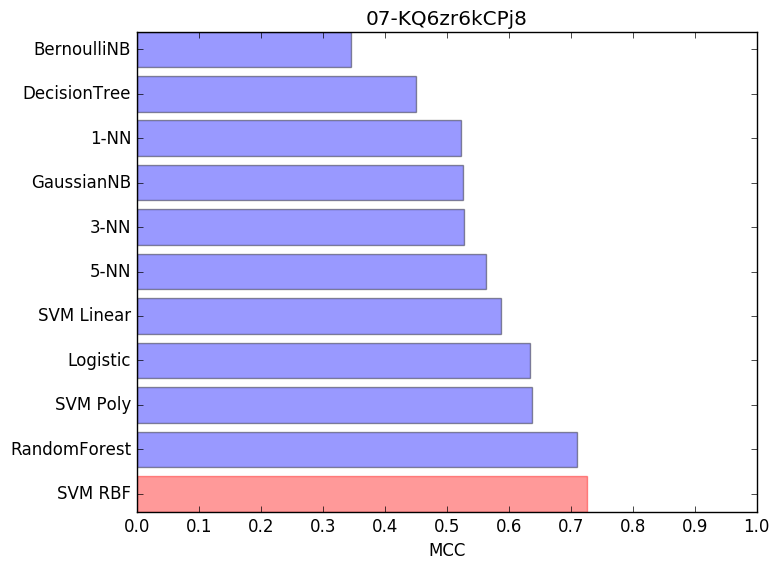 07-KQ6zr6kCPj8
BernoulliNB
DecisionTree
1-NN
GaussianNB
3-NN
5-NN
SVM Linear
Logistic
SVM Poly
RandomForest
SVM RBF
0.0 0.1 0.2 0.3 0.4 0.5 0.6 0.7 0.8 0.9 1.0
MCC